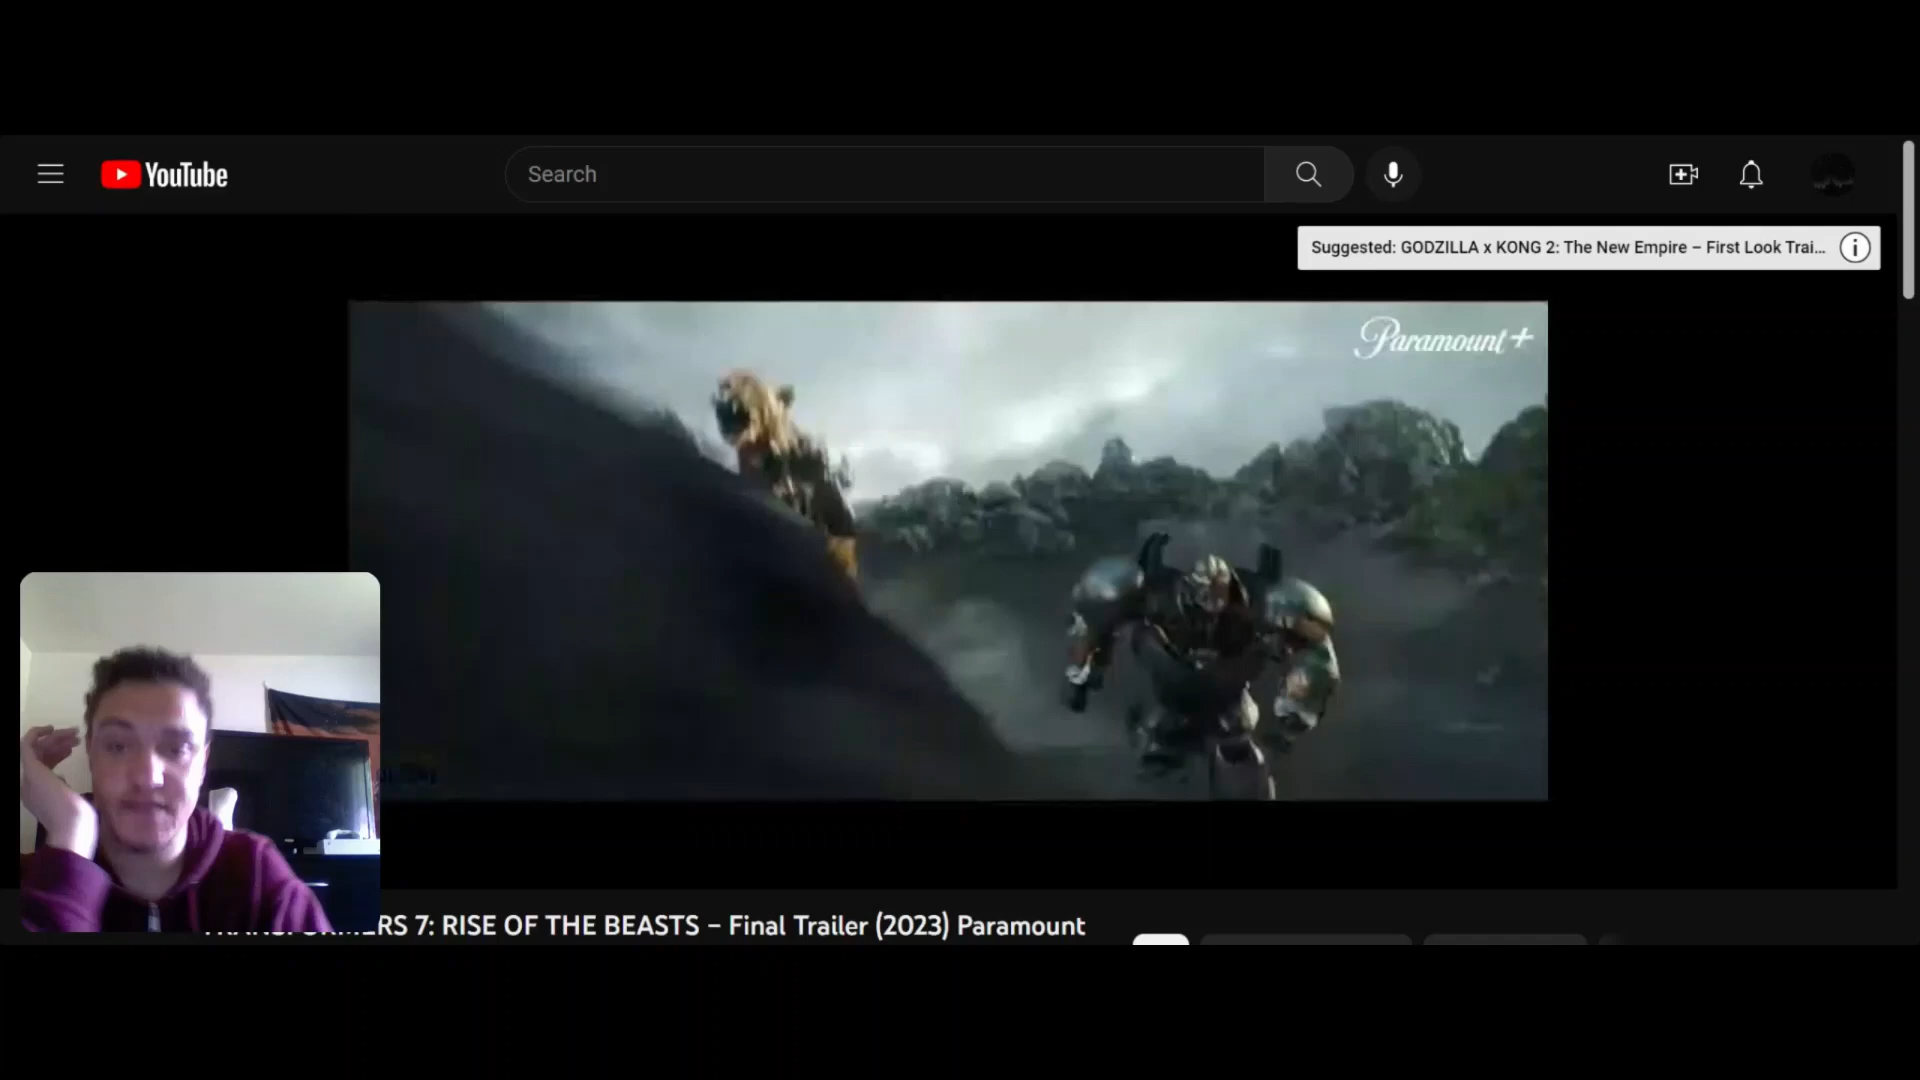 YouTube
Search
Suggested: GODZILLA x KONG 2: The New Empire – First Look Trai...
Paramount+
7: RISE OF THE BEASTS – Final Trailer (2023) Paramount